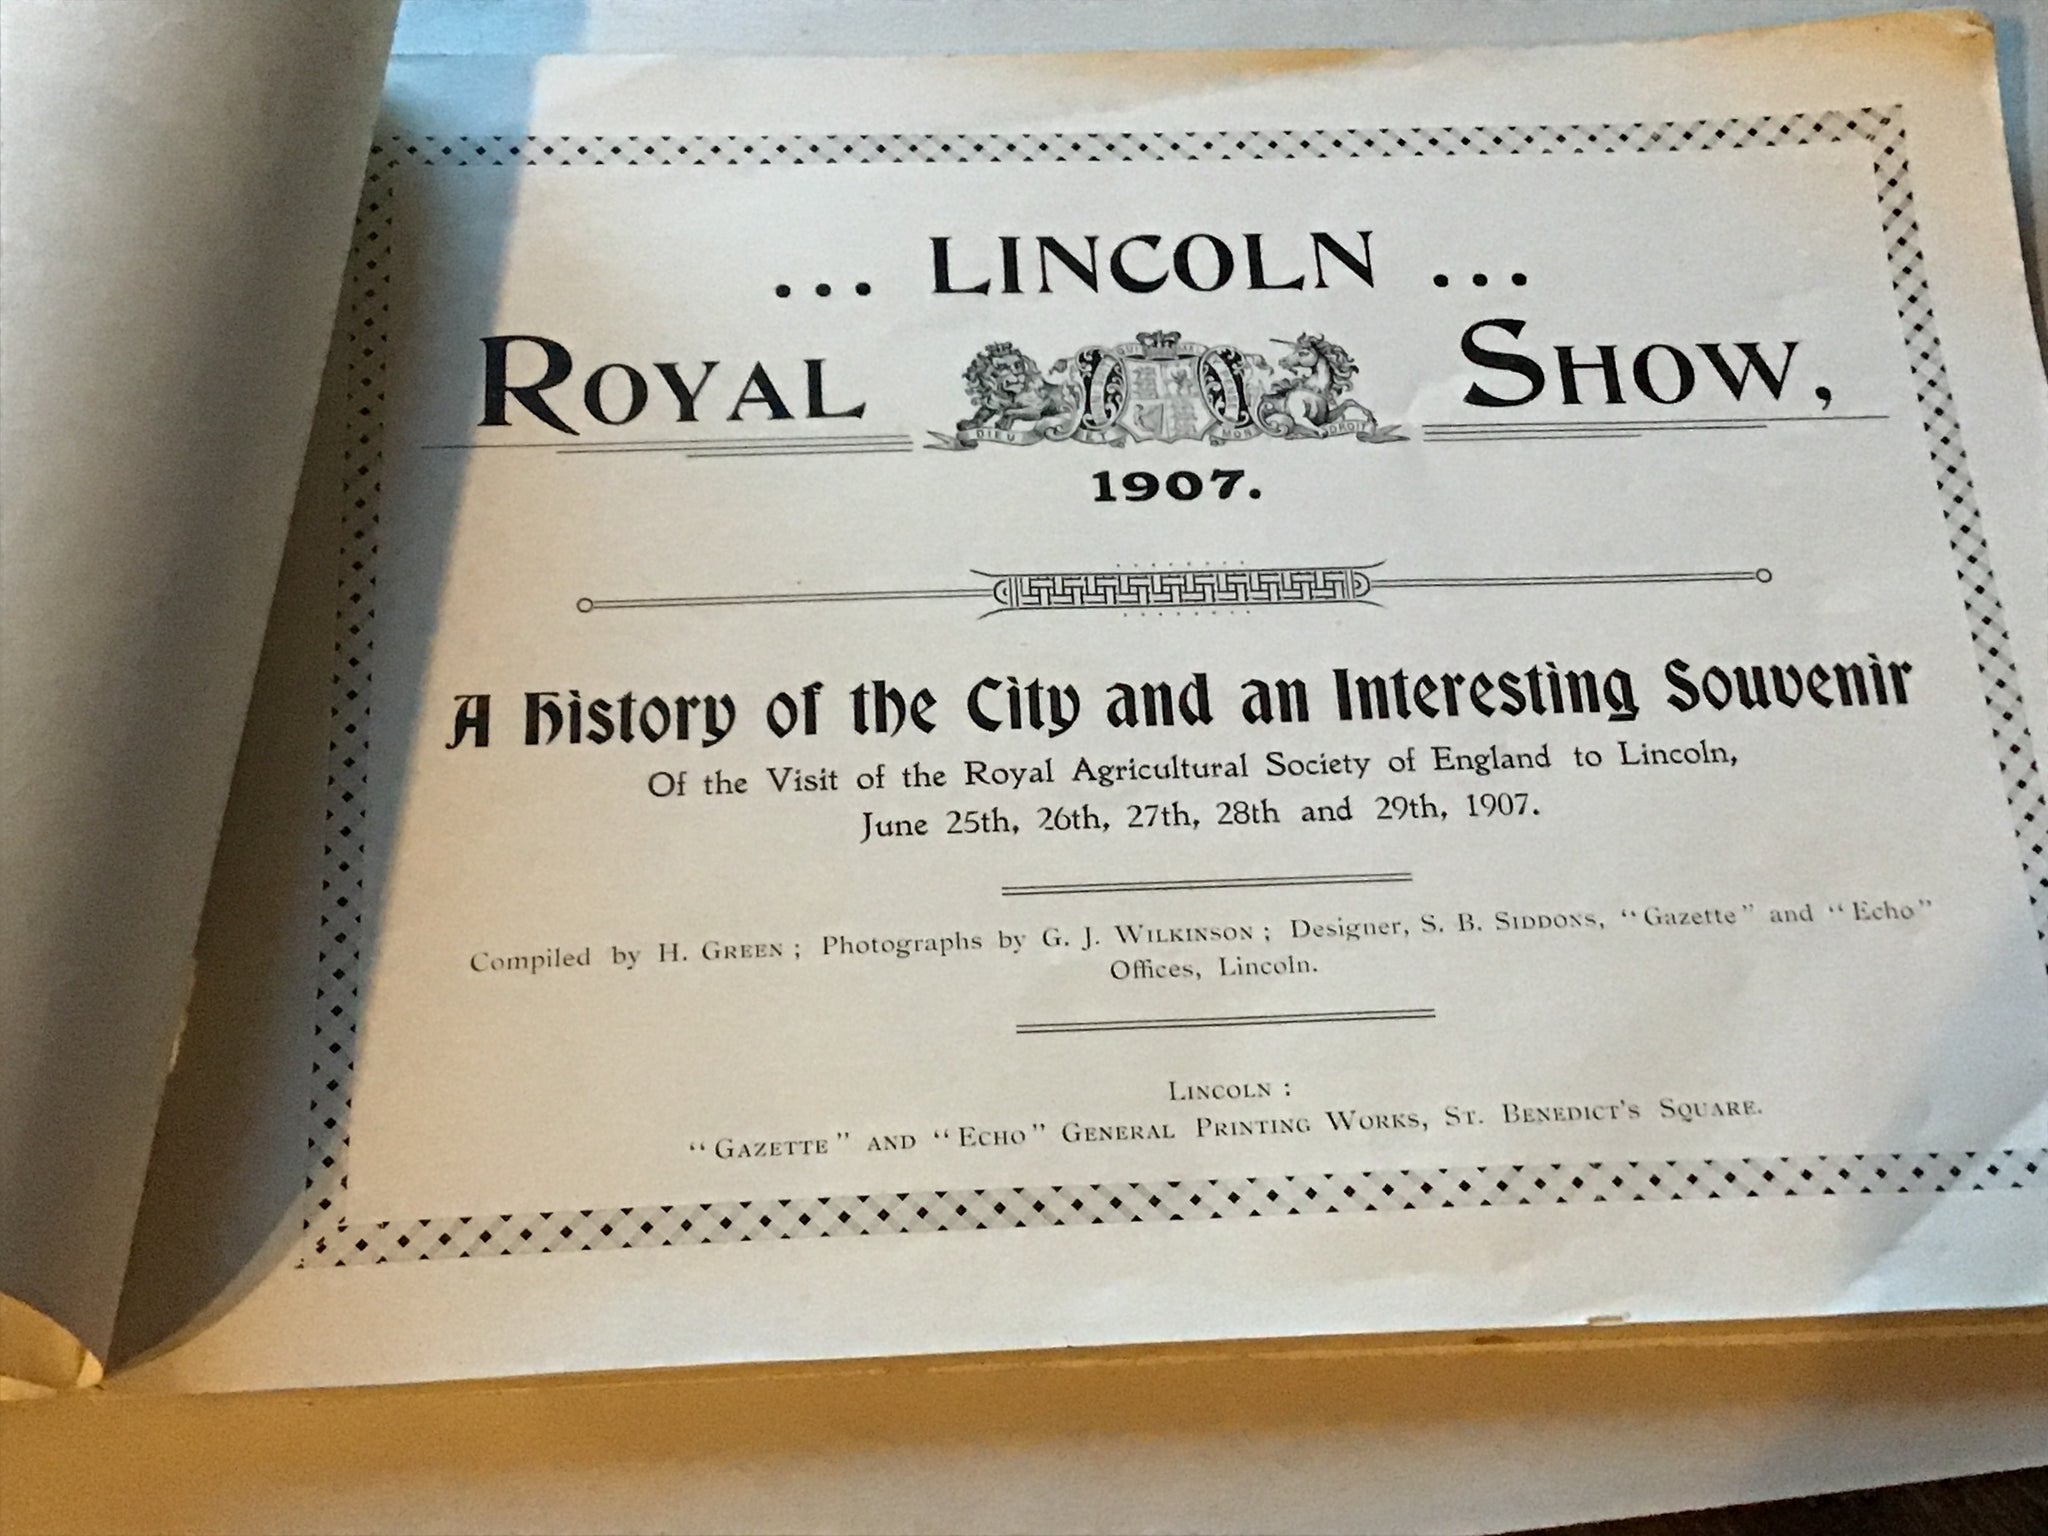 ... LINCOLN ...
ROYAL SHOW,
DIEU ET MON DROIT
1907.
A History of the City and an Interesting Souvenir
Of the Visit of the Royal Agricultural Society of England to Lincoln,
June 25th, 26th, 27th, 28th and 29th, 1907.
Compiled by H. GREEN; Photographs by G. J. WILKINSON; Designer, S. B. SIDDONS, "Gazette" and "Echo"
Offices, Lincoln.
LINCOLN:
"GAZETTE" AND "ECHO" GENERAL PRINTING WORKS, ST. BENEDICT'S SQUARE.